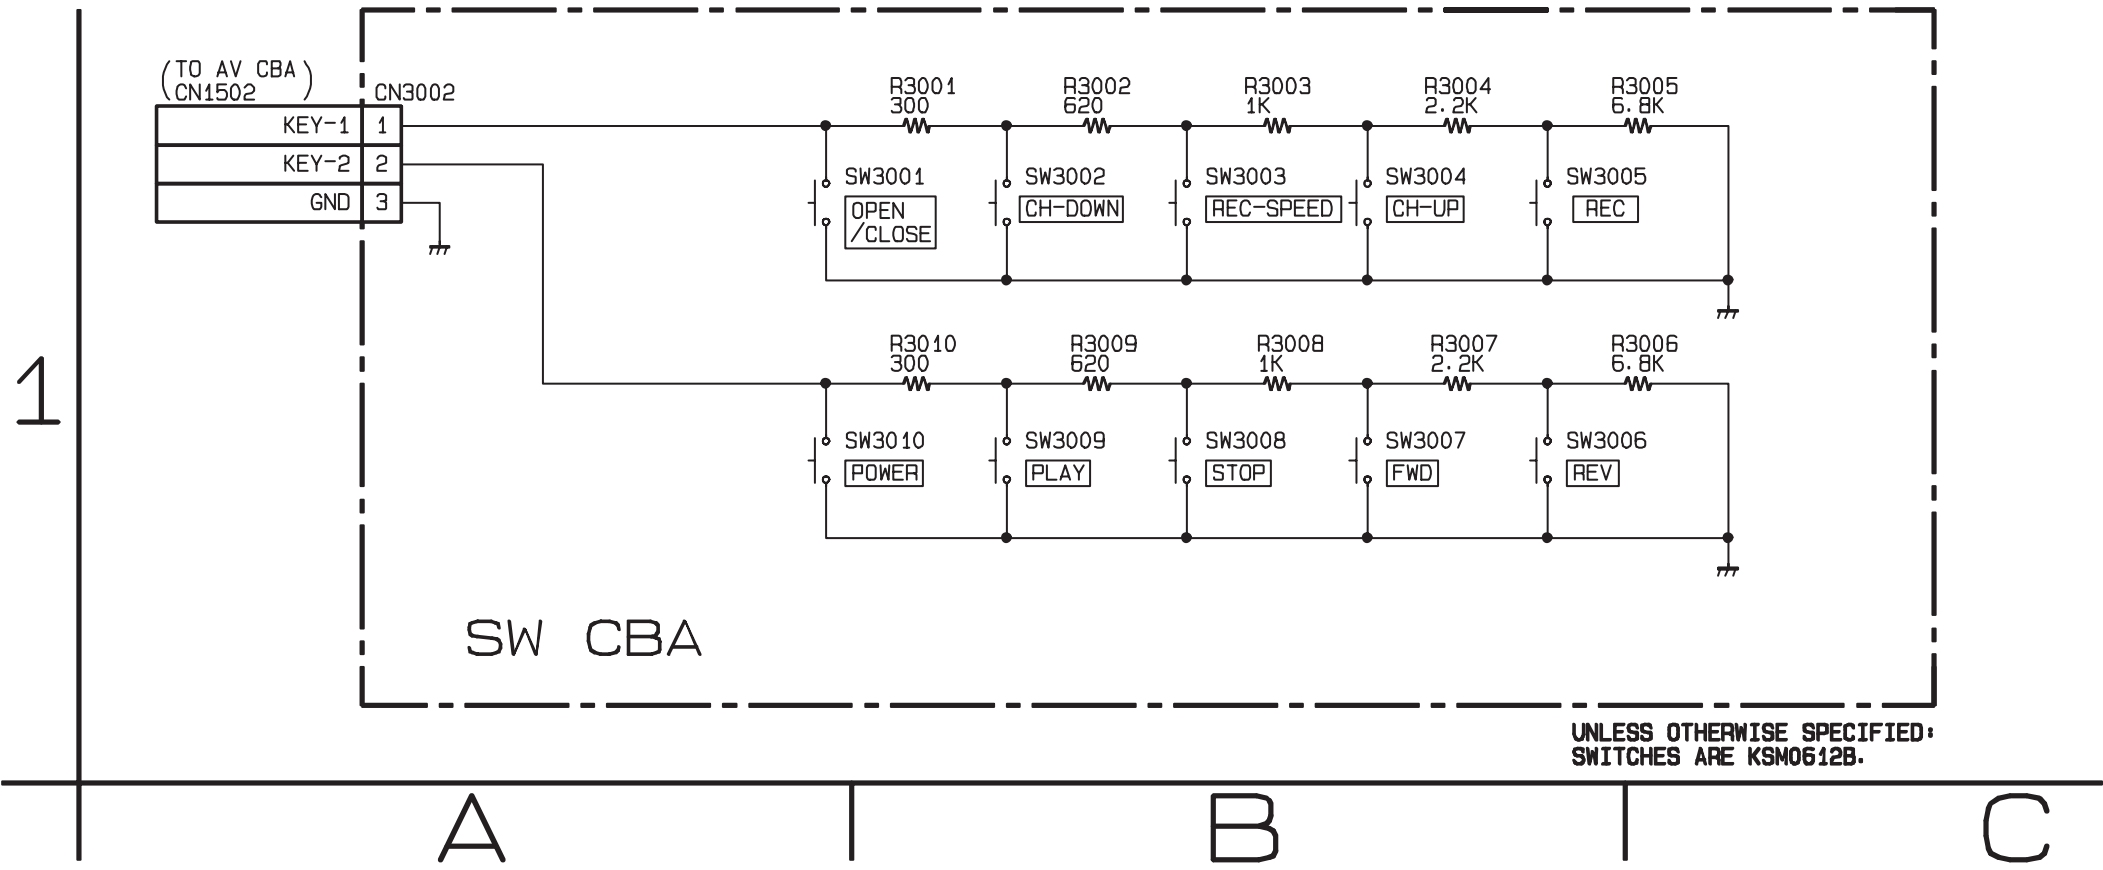 (TO AV CBA)
(CN1502)
CN3002
KEY-1 1
KEY-2 2
GND 3
R3001
300
R3002
620
R3003
1K
R3004
2.2K
R3005
6.8K
SW3001
OPEN
/CLOSE
SW3002
CH-DOWN
SW3003
REC-SPEED
SW3004
CH-UP
SW3005
REC
R3010
300
R3009
620
R3008
1K
R3007
2.2K
R3006
6.8K
SW3010
POWER
SW3009
PLAY
SW3008
STOP
SW3007
FWD
SW3006
REV
1
SW CBA
UNLESS OTHERWISE SPECIFIED:
SWITCHES ARE KSM0612B.
A B C